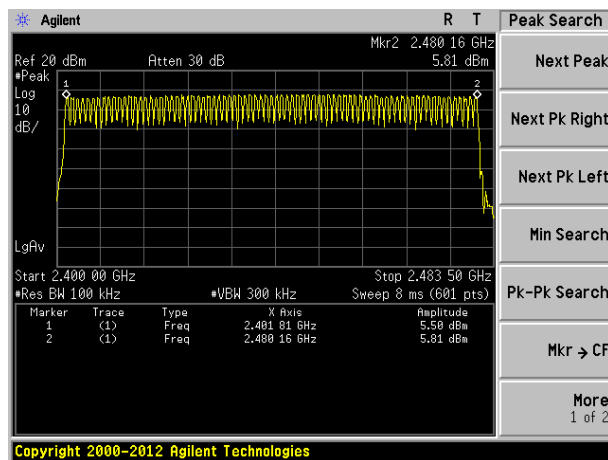 Agilent R T Peak Search
Mkr2 2.480 16 GHz
Ref 20 dBm Atten 30 dB 5.81 dBm
#Peak
Log
10
dB/
1 2
LgAv
Start 2.400 00 GHz Stop 2.483 50 GHz
#Res BW 100 kHz #VBW 300 kHz Sweep 8 ms (601 pts)
Marker Trace Type X Axis Amplitude
1 (1) Freq 2.401 81 GHz 5.50 dBm
2 (1) Freq 2.480 16 GHz 5.81 dBm
Next Peak
Next Pk Right
Next Pk Left
Min Search
Pk-Pk Search
Mkr → CF
More
1 of 2
Copyright 2000-2012 Agilent Technologies